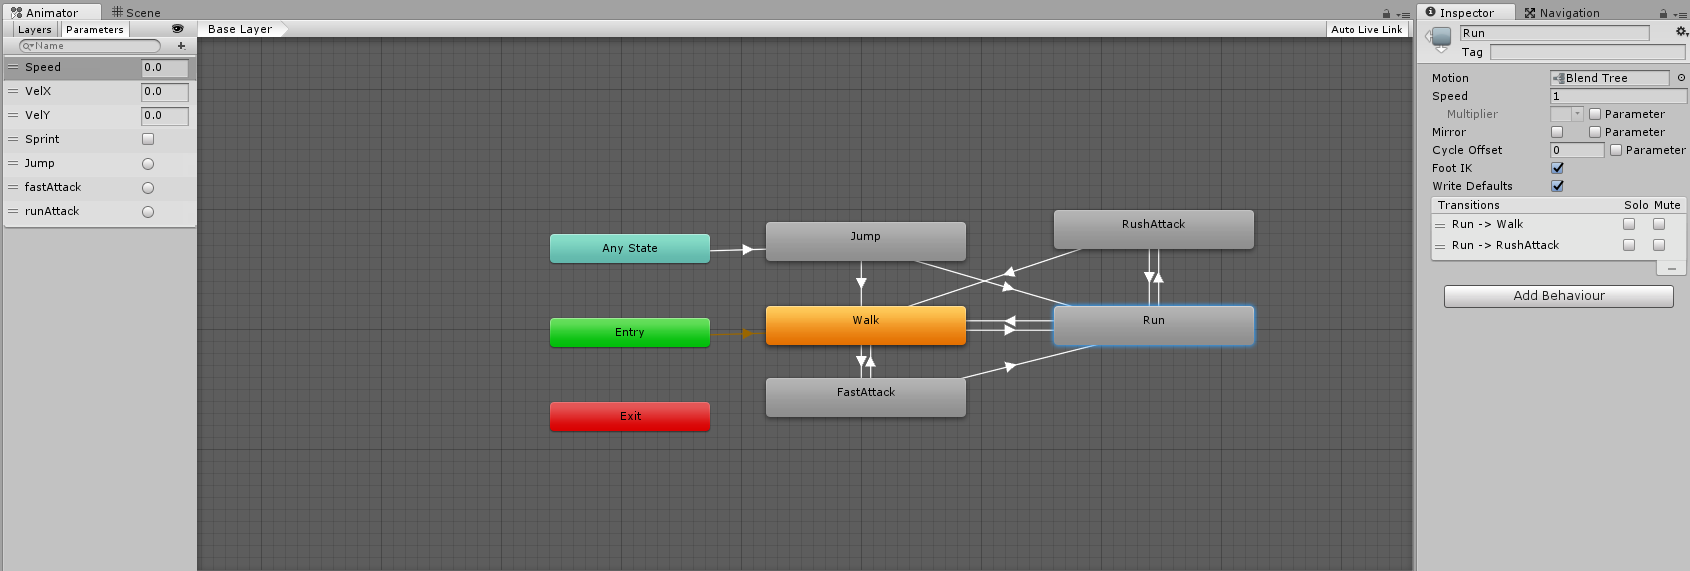 Animator
Scene
Layers
Parameters
Name
Base Layer
Auto Live Link
Speed 0.0
VelX 0.0
VelY 0.0
Sprint
Jump
fastAttack
runAttack
Any State
Entry
Exit
Jump
Walk
FastAttack
RushAttack
Run
Inspector
Navigation
Run
Tag
Motion Blend Tree
Speed 1
Multiplier Parameter
Mirror Parameter
Cycle Offset 0 Parameter
Foot IK
Write Defaults
Transitions Solo Mute
Run -> Walk
Run -> RushAttack
Add Behaviour